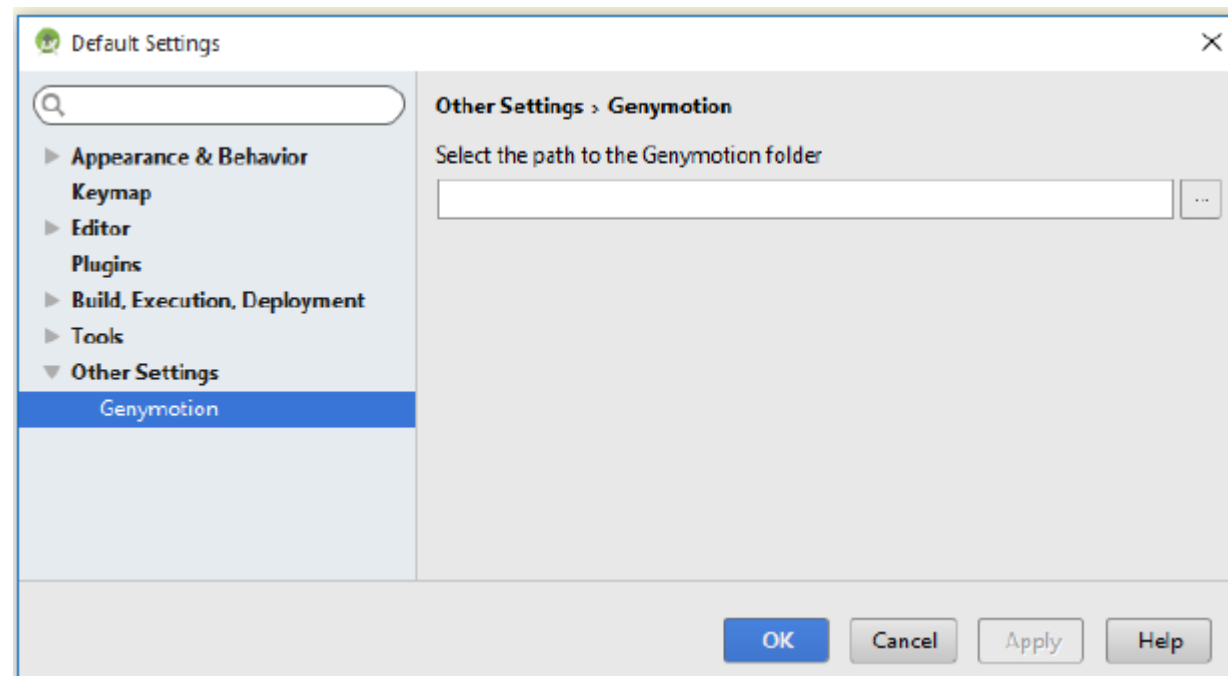 Default Settings
Appearance & Behavior
Keymap
Editor
Plugins
Build, Execution, Deployment
Tools
Other Settings
Genymotion
Other Settings › Genymotion
Select the path to the Genymotion folder
...
OK
Cancel
Apply
Help